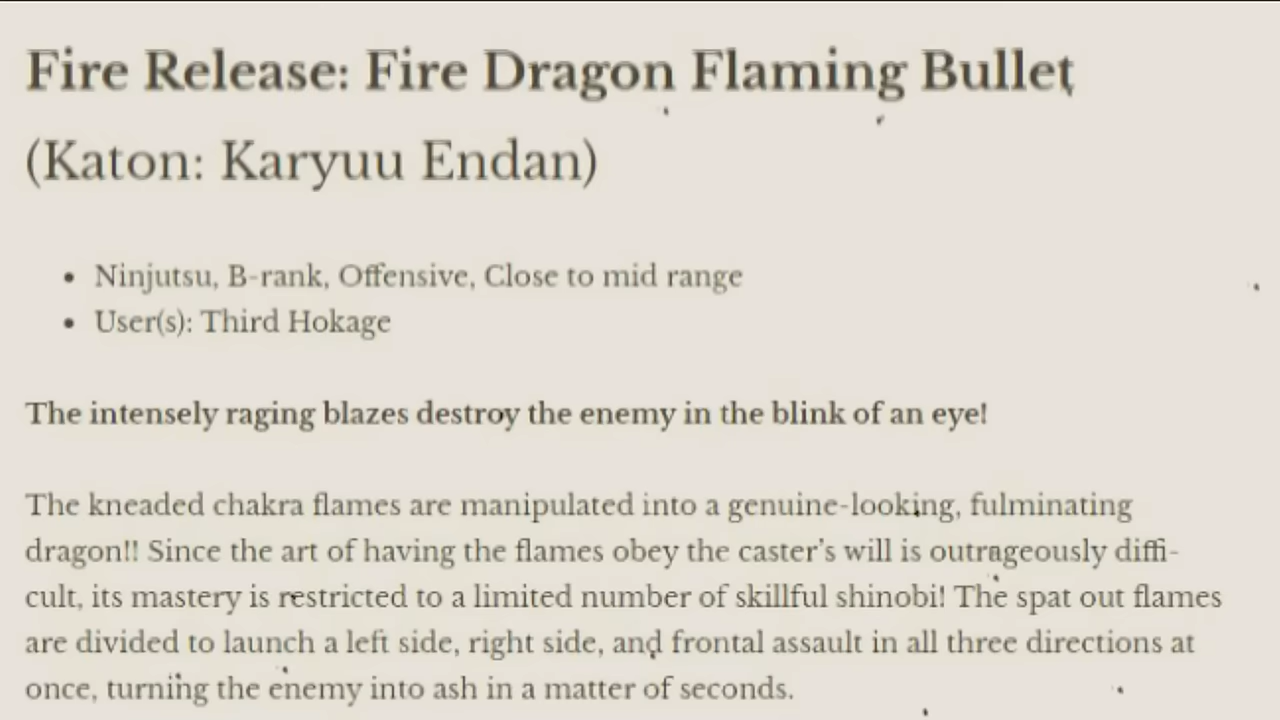 Fire Release: Fire Dragon Flaming Bullet
(Katon: Karyuu Endan)
• Ninjutsu, B-rank, Offensive, Close to mid range
• User(s): Third Hokage
The intensely raging blazes destroy the enemy in the blink of an eye!
The kneaded chakra flames are manipulated into a genuine-looking, fulminating
dragon!! Since the art of having the flames obey the caster's will is outrageously diffi-
cult, its mastery is restricted to a limited number of skillful shinobi! The spat out flames
are divided to launch a left side, right side, and frontal assault in all three directions at
once, turning the enemy into ash in a matter of seconds.